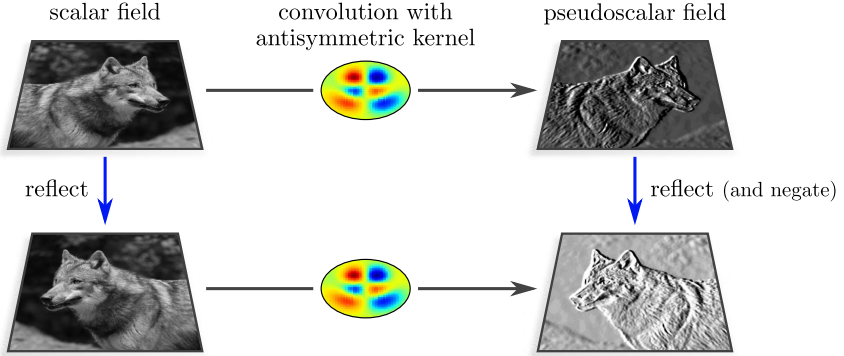 scalar field
convolution with
antisymmetric kernel
pseudoscalar field
reflect
reflect (and negate)